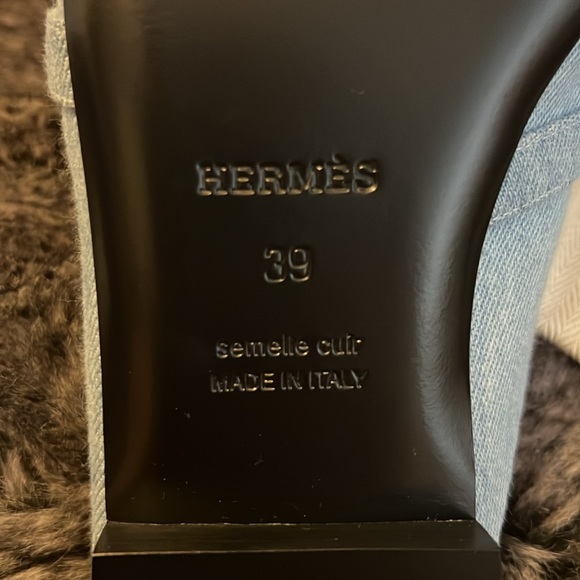 HERMÈS
39
semelle cuir
MADE IN ITALY